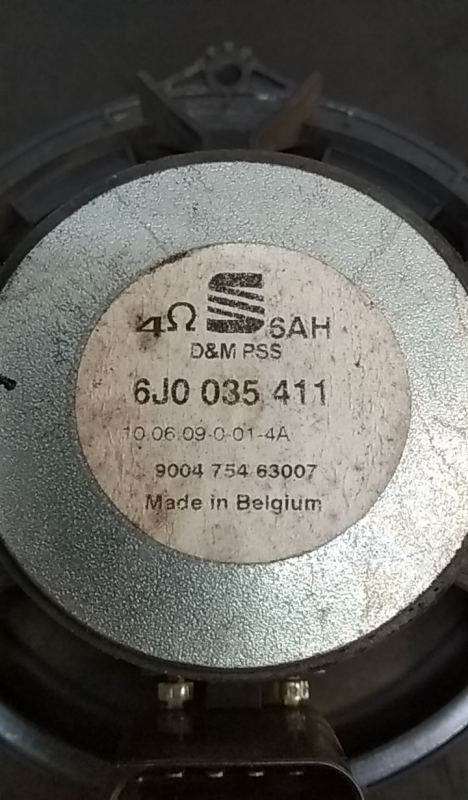 4Ω S 6AH
D&M PSS
6J0 035 411
10.06.09-0-01-4A
9004 754 63007
Made in Belgium